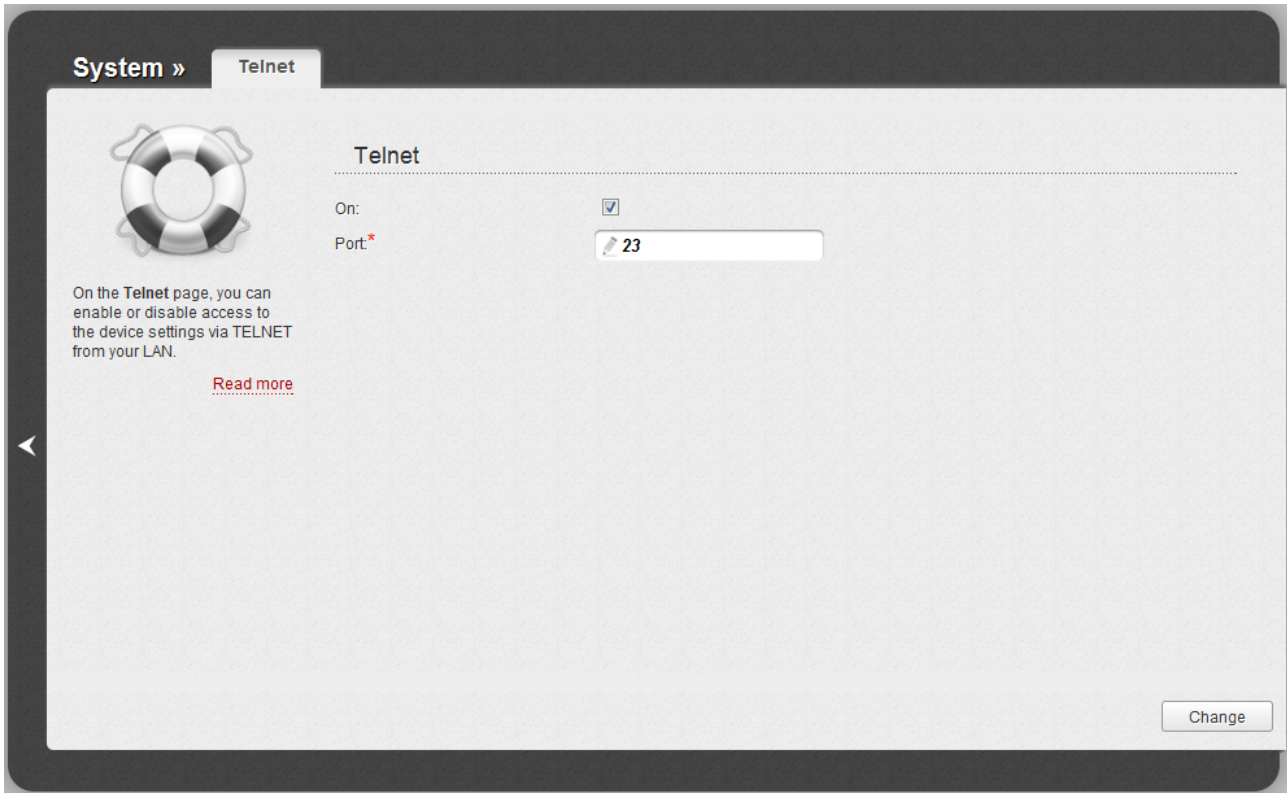 System »
Telnet
Telnet
On:
Port:*
23
On the Telnet page, you can
enable or disable access to
the device settings via TELNET
from your LAN.
Read more
Change